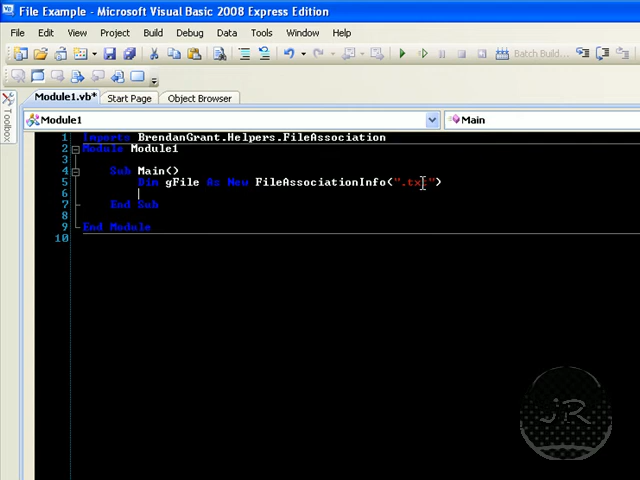 File Example - Microsoft Visual Basic 2008 Express Edition
File Edit View Project Build Debug Data Tools Window Help
Batch Build...
Toolbox
Module1.vb* Start Page Object Browser
Module1 Main
1 Imports BrendanGrant.Helpers.FileAssociation
2 Module Module1
3
4 Sub Main()
5 Dim gFile As New FileAssociationInfo(".txt")
6
7 End Sub
8
9 End Module
10
JR